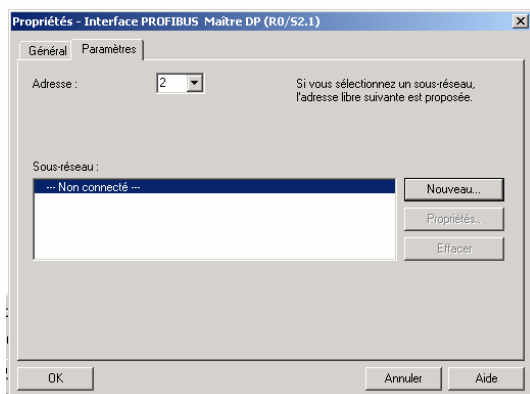 Propriétés - Interface PROFIBUS Maître DP (R0/S2.1)
Général Paramètres
Adresse : 2 Si vous sélectionnez un sous-réseau,
l'adresse libre suivante est proposée.
Sous-réseau :
--- Non connecté --- Nouveau...
Propriétés..
Effacer
OK Annuler Aide